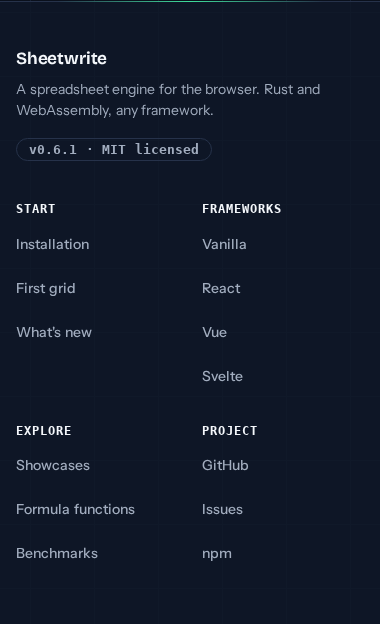 Sheetwrite
A spreadsheet engine for the browser. Rust and
WebAssembly, any framework.
v0.6.1 · MIT licensed
START
Installation
First grid
What's new
FRAMEWORKS
Vanilla
React
Vue
Svelte
EXPLORE
Showcases
Formula functions
Benchmarks
PROJECT
GitHub
Issues
npm